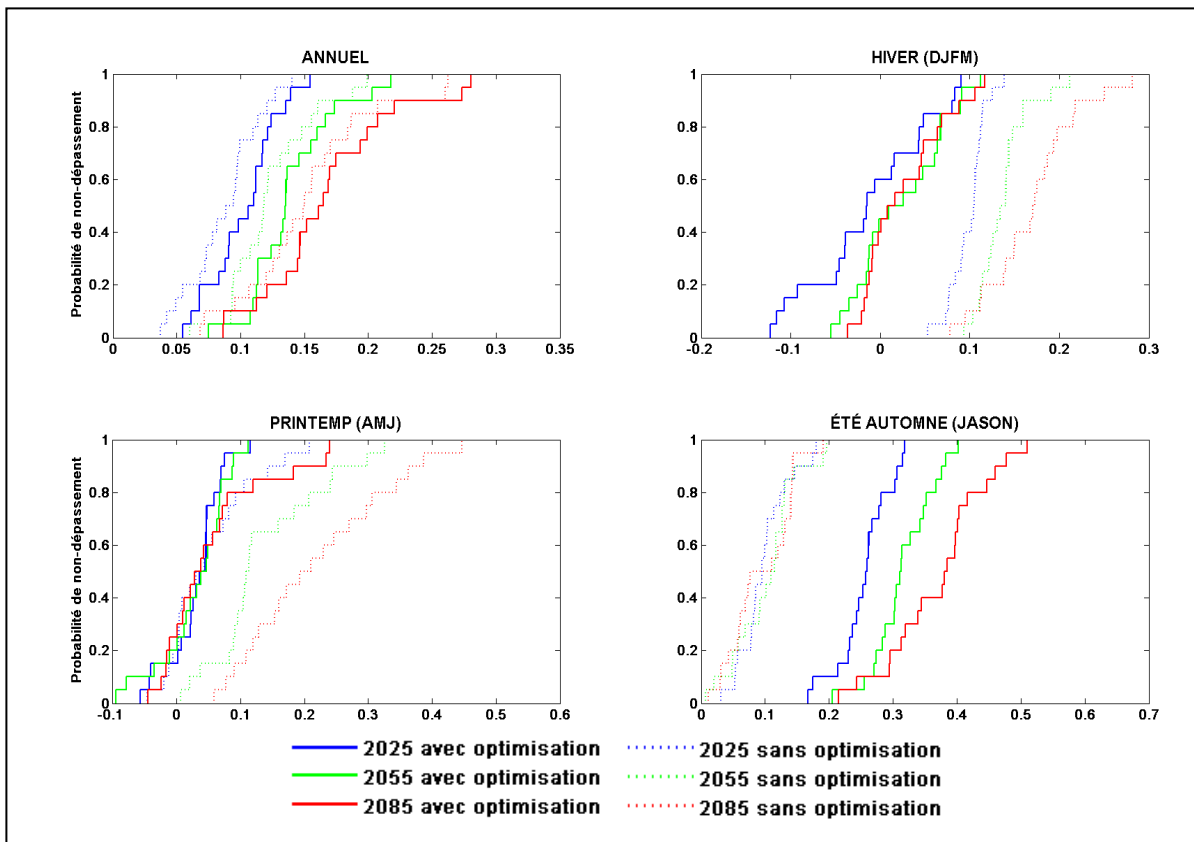 ANNUEL
HIVER (DJFM)
Probabilité de non-dépassement
1
0.8
0.6
0.4
0.2
0
0 0.05 0.1 0.15 0.2 0.25 0.3 0.35
1
0.8
0.6
0.4
0.2
0
-0.2 -0.1 0 0.1 0.2 0.3
PRINTEMP (AMJ)
ÉTÉ AUTOMNE (JASON)
Probabilité de non-dépassement
1
0.8
0.6
0.4
0.2
0
-0.1 0 0.1 0.2 0.3 0.4 0.5 0.6
1
0.8
0.6
0.4
0.2
0
0 0.1 0.2 0.3 0.4 0.5 0.6 0.7
2025 avec optimisation
2025 sans optimisation
2055 avec optimisation
2055 sans optimisation
2085 avec optimisation
2085 sans optimisation